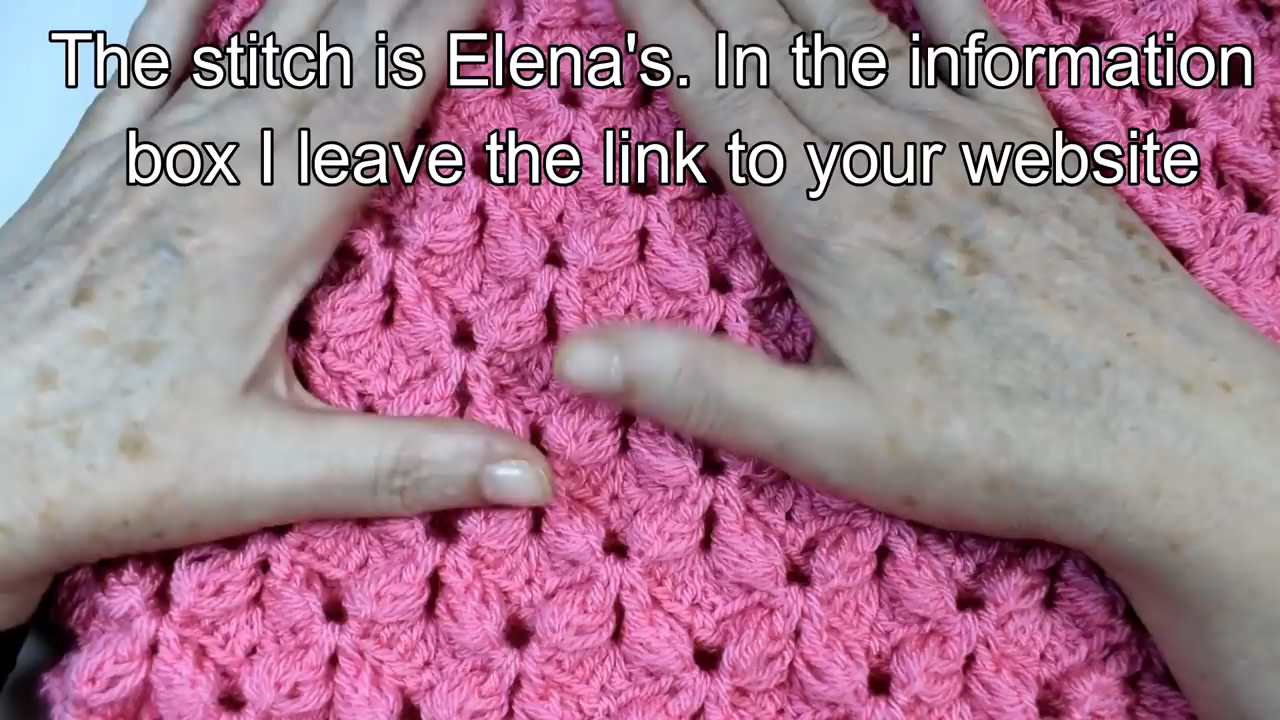 The stitch is Elena's. In the information
box I leave the link to your website